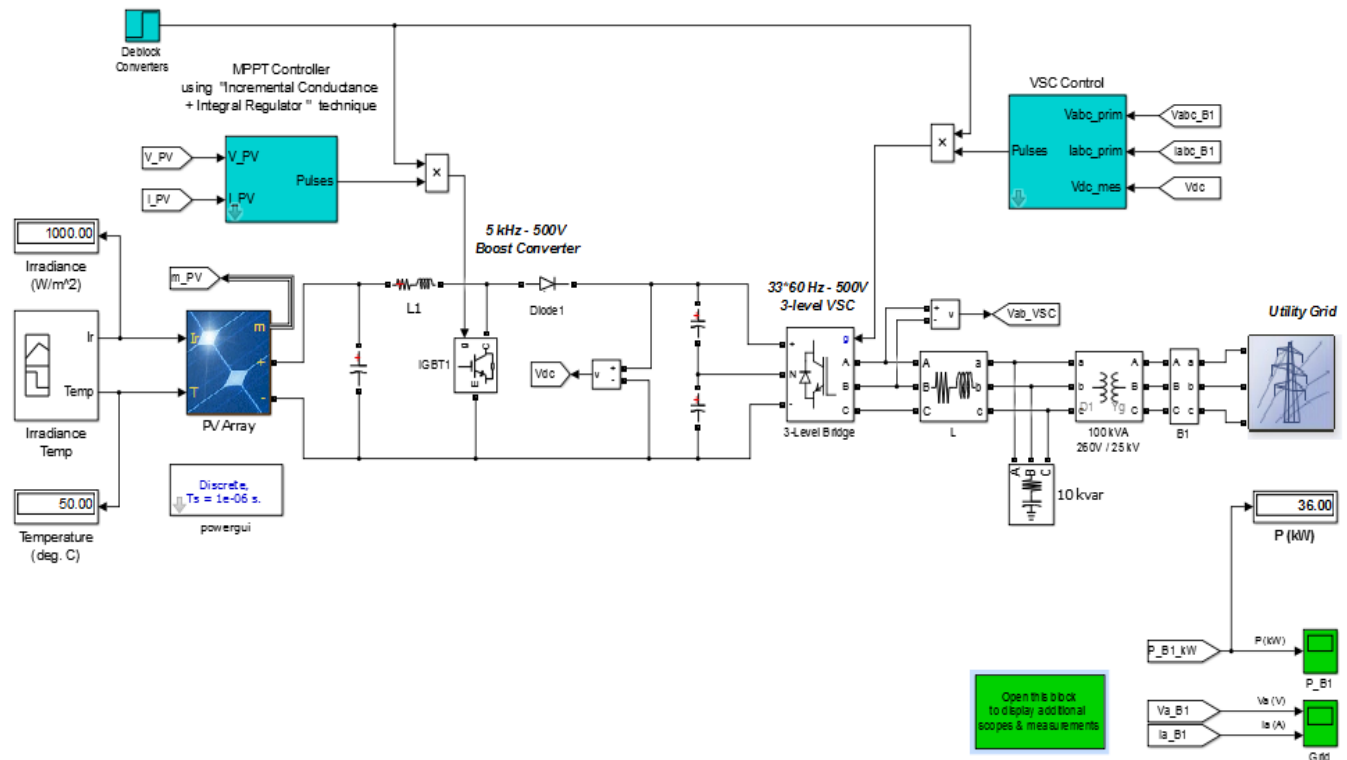 Deblock
Converters
MPPT Controller
using "Incremental Conductance
+ Integral Regulator " technique
V_PV
I_PV
V_PV
I_PV
Pulses
×
VSC Control
Vabc_prim
Iabc_prim
Vdc_mes
Pulses
Vabc_B1
Iabc_B1
Vdc
×
1000.00
Irradiance
(W/m^2)
Ir
Temp
Irradiance
Temp
50.00
Temperature
(deg. C)
m_PV
Ir
T
m
+
-
PV Array
Discrete,
Ts = 1e-06 s.
powergui
L1
5 kHz - 500V
Boost Converter
Diode1
g
C
E
IGBT1
Vdc
v
+
-
33*60 Hz - 500V
3-level VSC
+
N
-
g
A
B
C
3-Level Bridge
+
-
v
Vab_VSC
A
B
C
a
b
c
L
A
B
C
10 kvar
a
b
c
A
B
C
D1
Yg
100 kVA
260V / 25 kV
A
B
C
a
b
c
B1
Utility Grid
36.00
P (kW)
P_B1_kW
P (kW)
P_B1
Va_B1
Ia_B1
Va (V)
Ia (A)
Grid
Open this block
to display additional
scopes & measurements